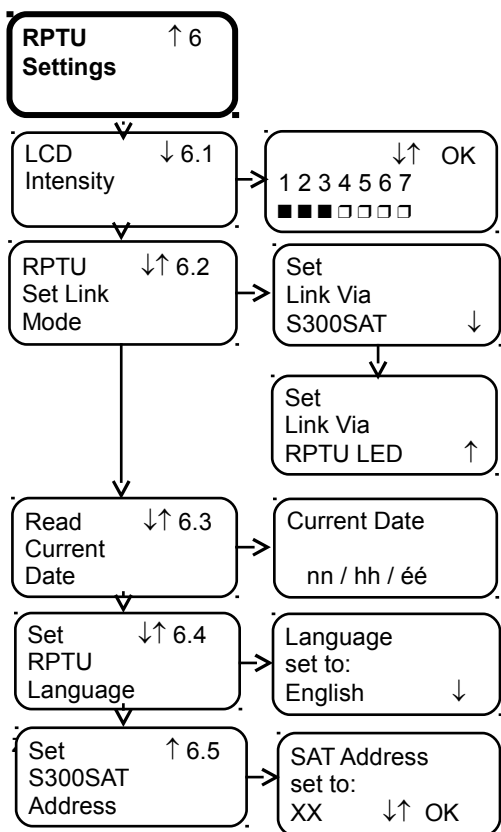 RPTU ↑ 6
Settings
LCD ↓ 6.1
Intensity
↓↑ OK
1 2 3 4 5 6 7
■ ■ ■ □ □ □ □
RPTU ↓↑ 6.2
Set Link
Mode
Set
Link Via
S300SAT ↓
Set
Link Via
RPTU LED ↑
Read ↓↑ 6.3
Current
Date
Current Date
nn / hh / éé
Set ↓↑ 6.4
RPTU
Language
Language
set to:
English ↓
Set ↑ 6.5
S300SAT
Address
SAT Address
set to:
XX ↓↑ OK